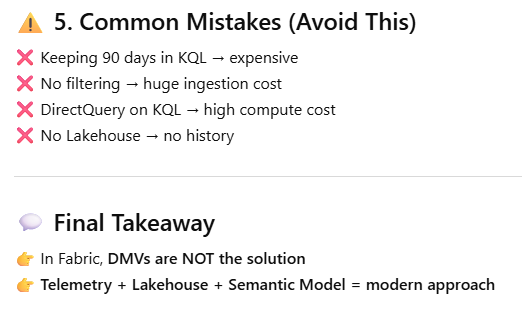 ⚠️ 5. Common Mistakes (Avoid This)
❌ Keeping 90 days in KQL → expensive
❌ No filtering → huge ingestion cost
❌ DirectQuery on KQL → high compute cost
❌ No Lakehouse → no history
💬 Final Takeaway
👉 In Fabric, DMVs are NOT the solution
👉 Telemetry + Lakehouse + Semantic Model = modern approach